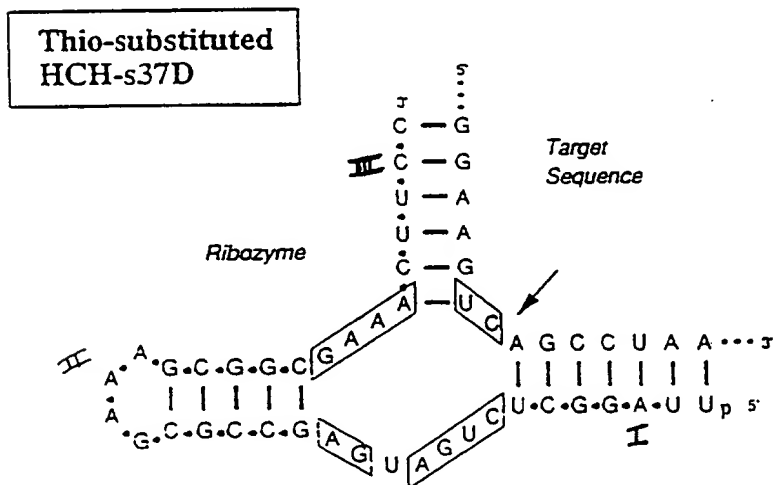 Thio-substituted
HCH-s37D
3' 5'
C — G
III C — G
Target
Sequence
U — A
U — A
Ribozyme
C — G
A — U C
G A A A
A G C C U A A ···· 3'
II A A•G•C•G•G•C
A G•C•G•C•C•G A G U A G U C U•C•G•G•A•U U p 5'
I